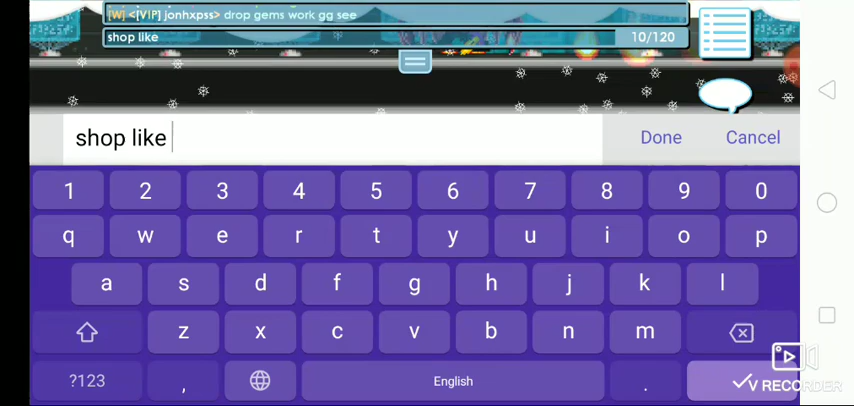 [W] <[VIP] jonhxpss> drop gems work gg see
shop like 10/120
shop like Done Cancel
1 2 3 4 5 6 7 8 9 0
q w e r t y u i o p
a s d f g h j k l
z x c v b n m
?123 , English .
V RECORDER